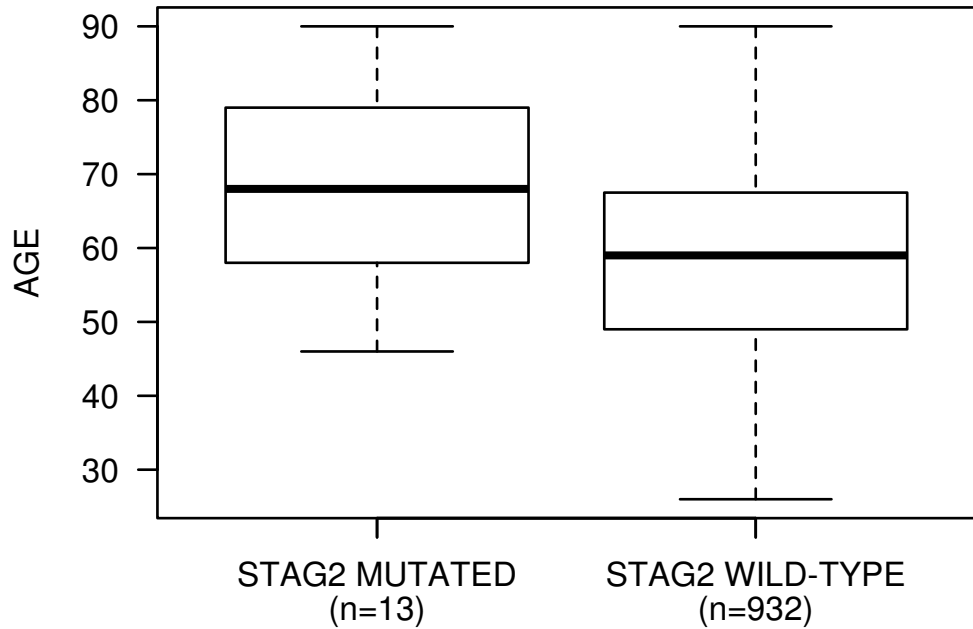 90
80
70
60
50
40
30
AGE
STAG2 MUTATED
(n=13)
STAG2 WILD-TYPE
(n=932)